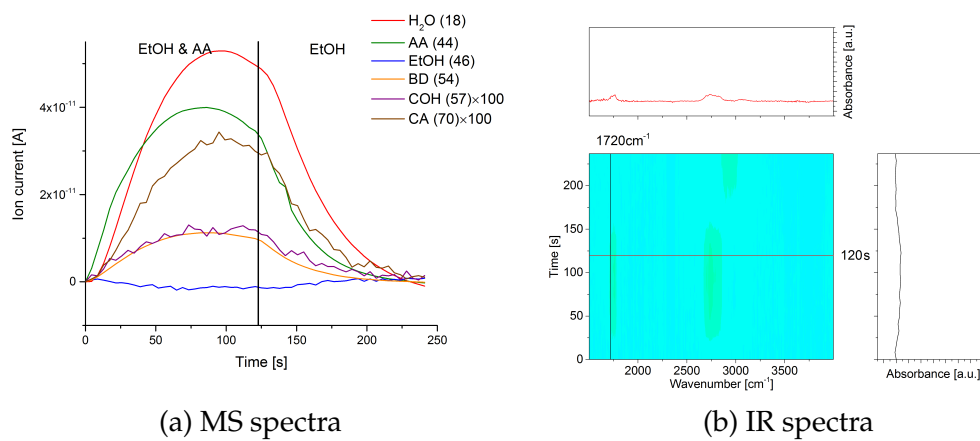 EtOH & AA
EtOH
H₂O (18)
AA (44)
EtOH (46)
BD (54)
COH (57)×100
CA (70)×100
Ion current [A]
4x10⁻¹¹
2x10⁻¹¹
0
0
50
100
150
200
250
Time [s]
(a) MS spectra
Absorbance [a.u.]
1720cm⁻¹
Time [s]
200
150
100
50
0
2000
2500
3000
3500
Wavenumber [cm⁻¹]
120s
Absorbance [a.u.]
(b) IR spectra